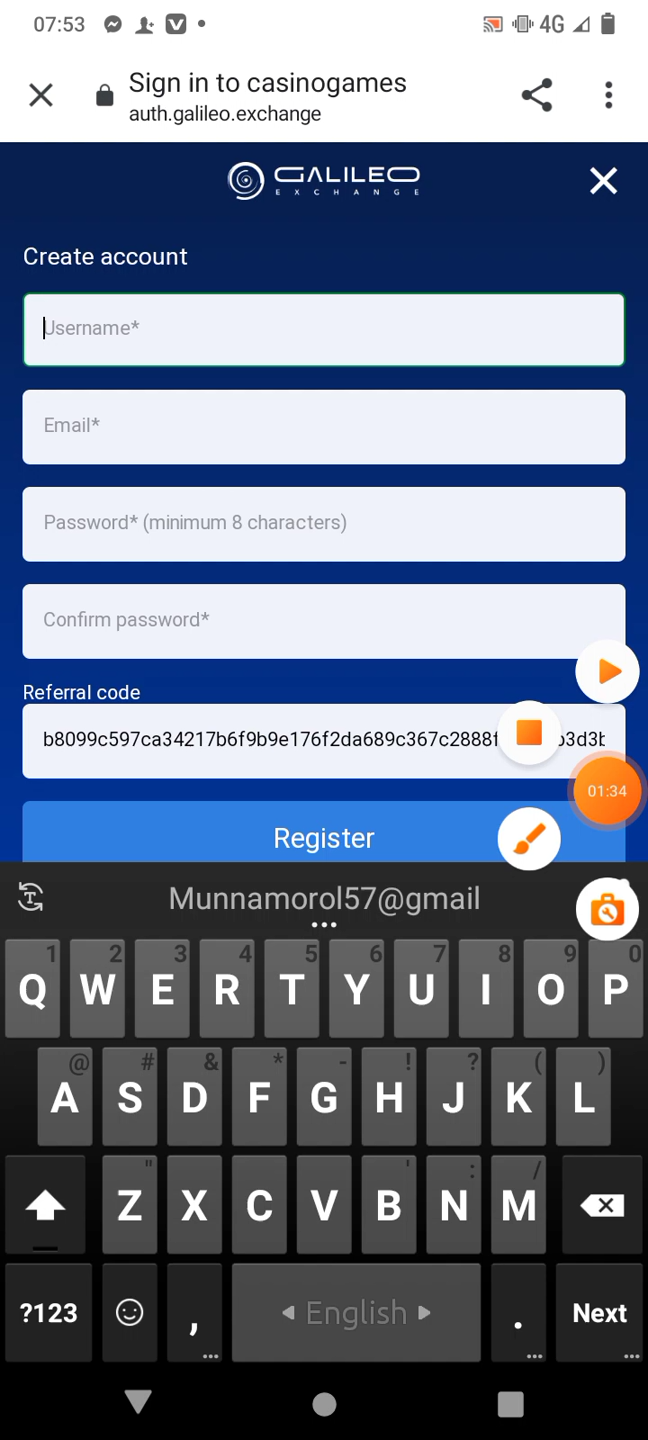 07:53
4G
Sign in to casinogames
auth.galileo.exchange
GALILEO
EXCHANGE
Create account
Username*
Email*
Password* (minimum 8 characters)
Confirm password*
Referral code
b8099c597ca34217b6f9b9e176f2da689c367c2888f
01:34
Register
Munnamorol57@gmail
1 2 3 4 5 6 7 8 9 0
Q W E R T Y U I O P
@ # & * - ! ? ( )
A S D F G H J K L
" ' : /
Z X C V B N M
?123 , English . Next